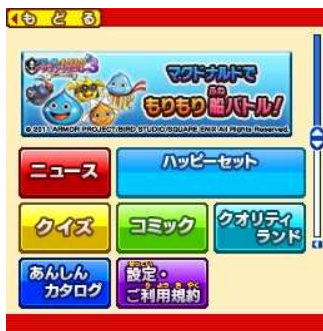 もどる
マクドナルドで
ふね
もりもり船バトル!
© 2011 ARMOR PROJECT/BIRD STUDIO/SQUARE ENIX All Rights Reserved.
ニュース
ハッピーセット
クイズ
コミック
クオリティ
ランド
あんしん
カタログ
設定・
ご利用規約